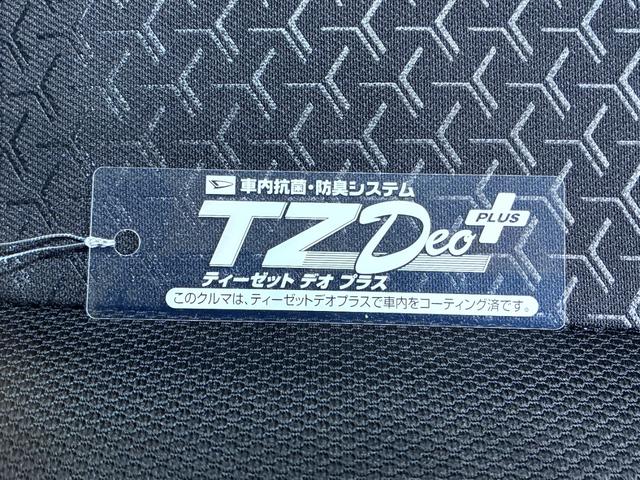 車内抗菌・防臭システム
TZ Deo PLUS
ティーゼット デオ プラス
このクルマは、ティーゼットデオプラスで車内をコーティング済です。